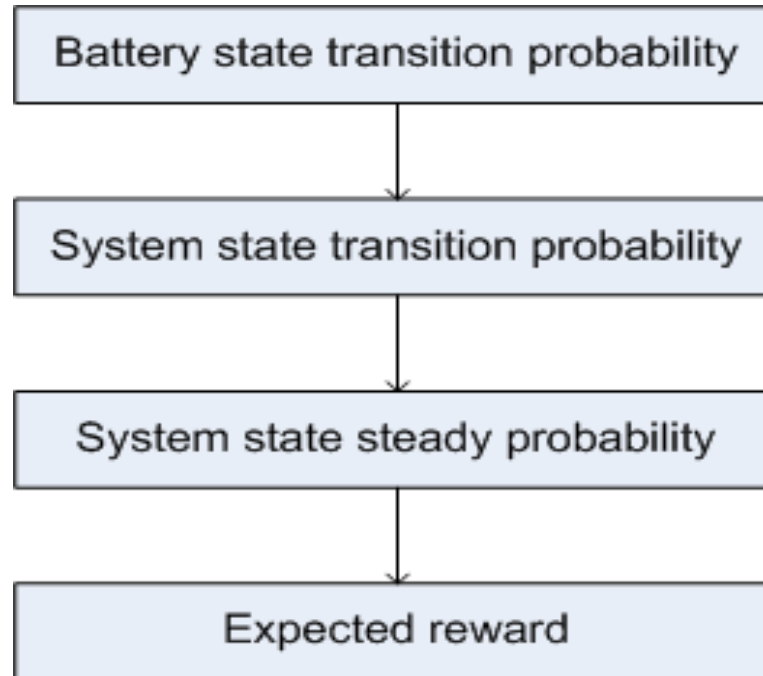 Battery state transition probability
System state transition probability
System state steady probability
Expected reward